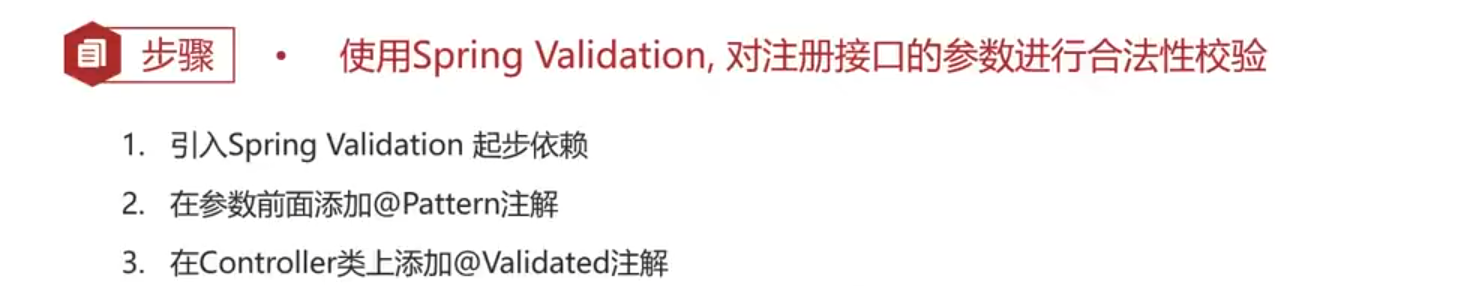 步骤 • 使用Spring Validation, 对注册接口的参数进行合法性校验
1. 引入Spring Validation 起步依赖
2. 在参数前面添加@Pattern注解
3. 在Controller类上添加@Validated注解